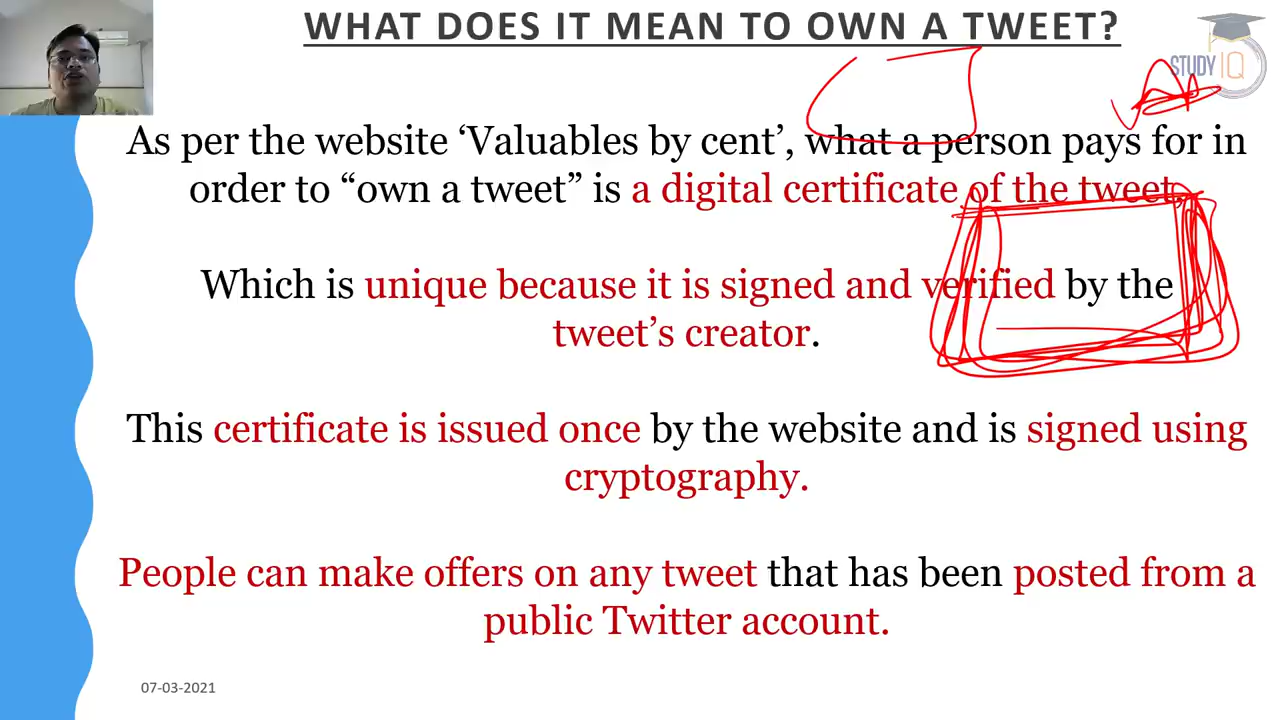 WHAT DOES IT MEAN TO OWN A TWEET?
STUDY IQ
As per the website ‘Valuables by cent’, what a person pays for in
order to “own a tweet” is a digital certificate of the tweet,
Which is unique because it is signed and verified by the
tweet’s creator.
This certificate is issued once by the website and is signed using
cryptography.
People can make offers on any tweet that has been posted from a
public Twitter account.
07-03-2021